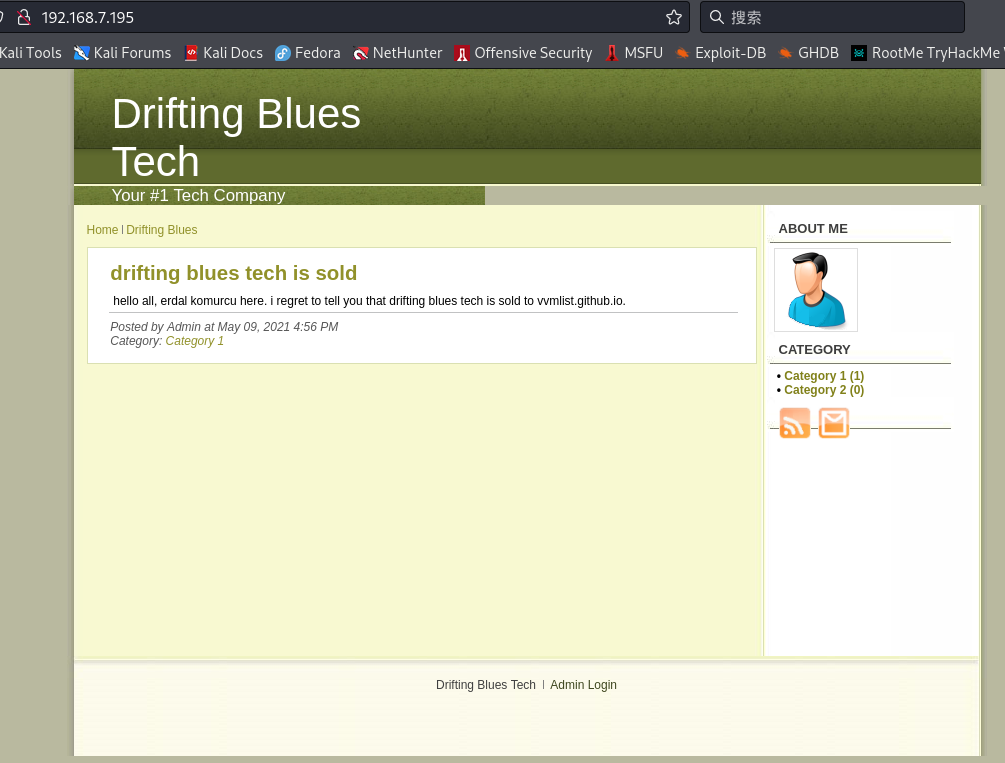 192.168.7.195
搜索
Kali Tools Kali Forums Kali Docs Fedora NetHunter Offensive Security MSFU Exploit-DB GHDB RootMe TryHackMe
Drifting Blues
Tech
Your #1 Tech Company
Home | Drifting Blues
drifting blues tech is sold
hello all, erdal komurcu here. i regret to tell you that drifting blues tech is sold to vvmlist.github.io.
Posted by Admin at May 09, 2021 4:56 PM
Category: Category 1
ABOUT ME
CATEGORY
• Category 1 (1)
• Category 2 (0)
Drifting Blues Tech | Admin Login